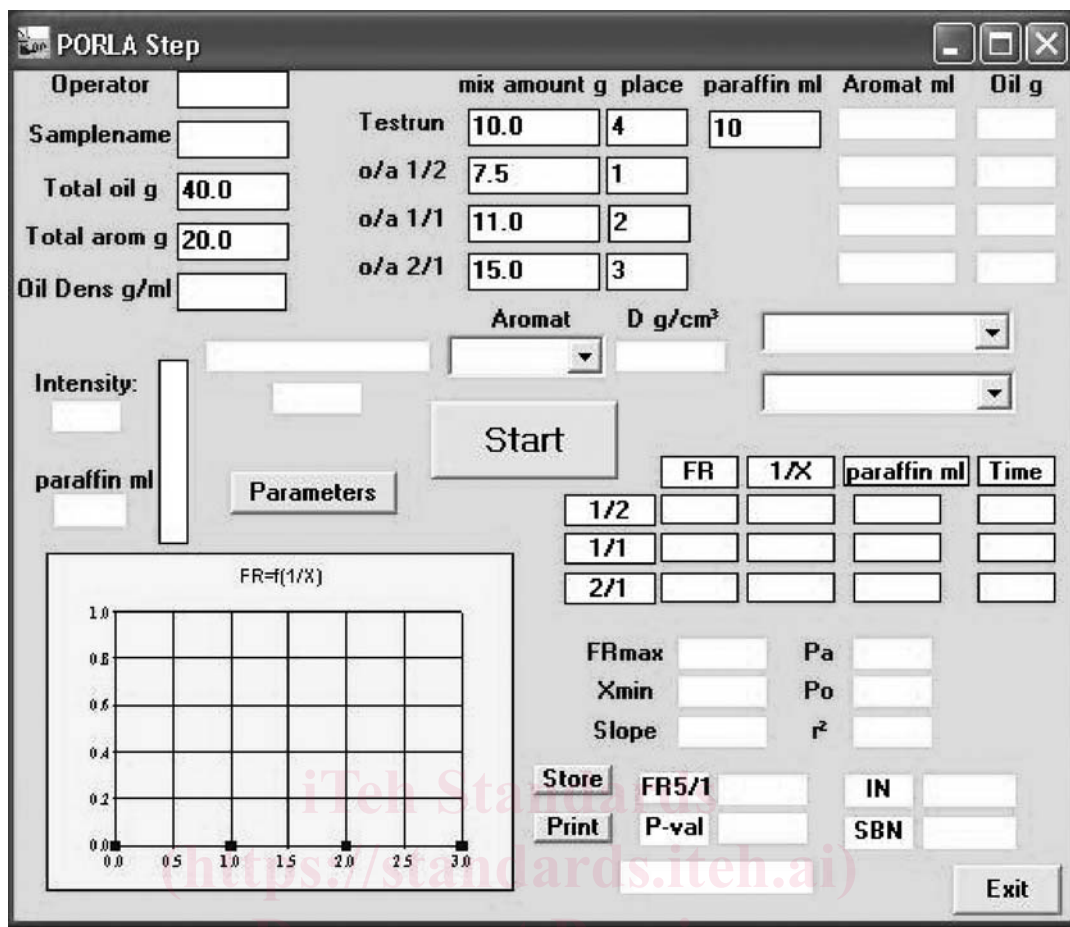 PORLA Step
Operator mix amount g place paraffin ml Aromat ml Oil g
Testrun 10.0 4 10
Samplename
o/a 1/2 7.5 1
Total oil g 40.0
o/a 1/1 11.0 2
Total arom g 20.0
o/a 2/1 15.0 3
Oil Dens g/ml
Aromat D g/cm³
Intensity:
Start
paraffin ml
Parameters
FR 1/X paraffin ml Time
1/2
1/1
2/1
FR=f(1/X)
1.0
0.8
0.6
0.4
0.2
0.0
0.0 0.5 1.0 1.5 2.0 2.5 3.0
FRmax Pa
Xmin Po
Slope r²
Store FR5/1 IN
Print P-val SBN
Exit
iTeh Standards
(https://standards.iteh.ai)